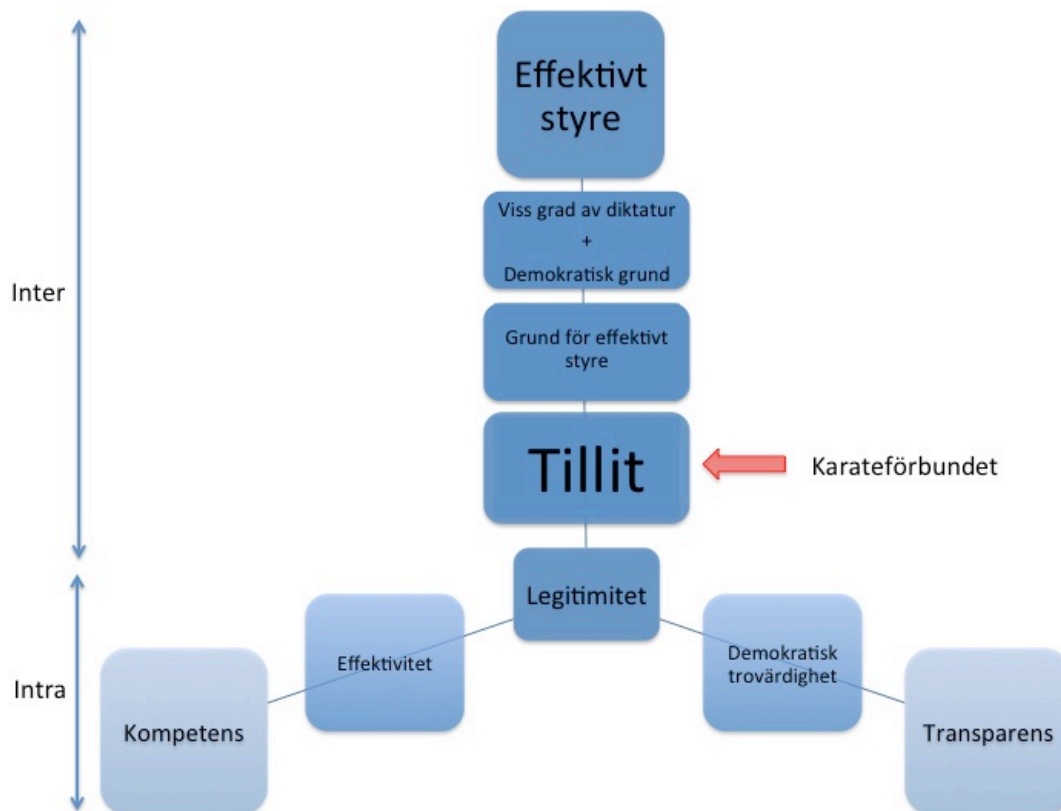 Effektivt
styre
Viss grad av diktatur
+
Demokratisk grund
Inter
Grund för effektivt
styre
Tillit
Karateförbundet
Legitimitet
Effektivitet
Demokratisk
trovärdighet
Intra
Kompetens
Transparens